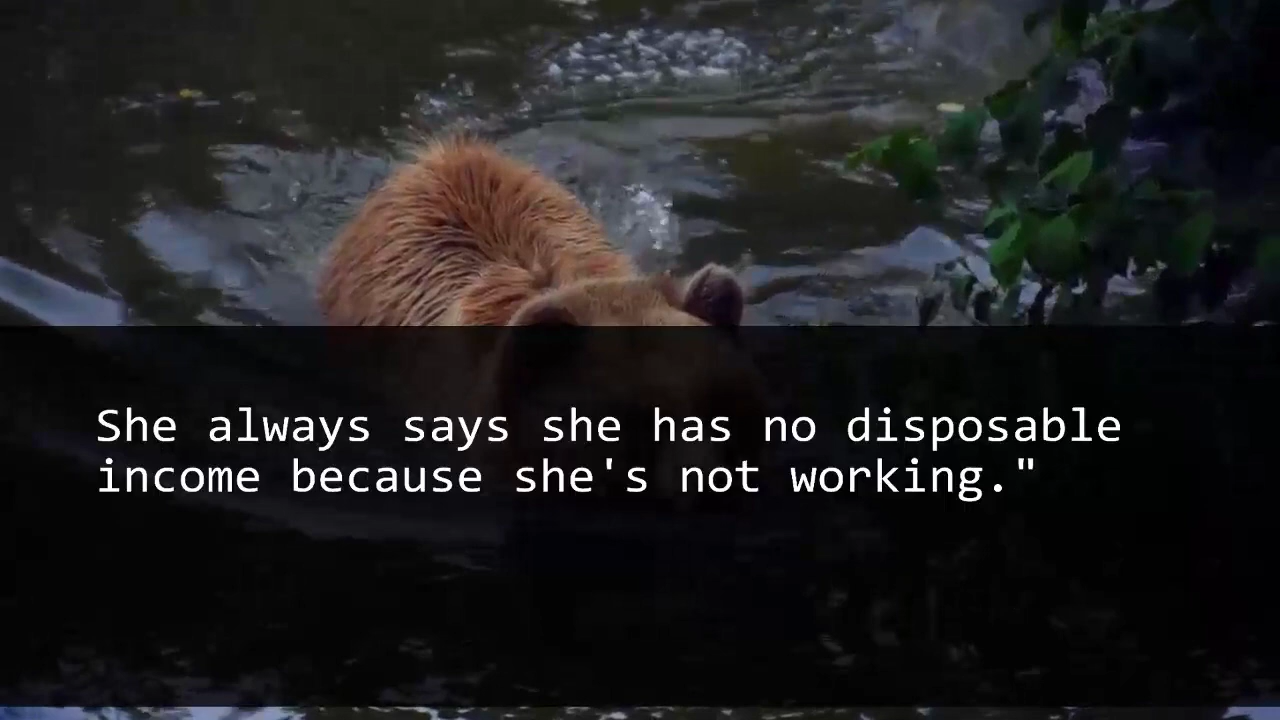 She always says she has no disposable
income because she's not working."